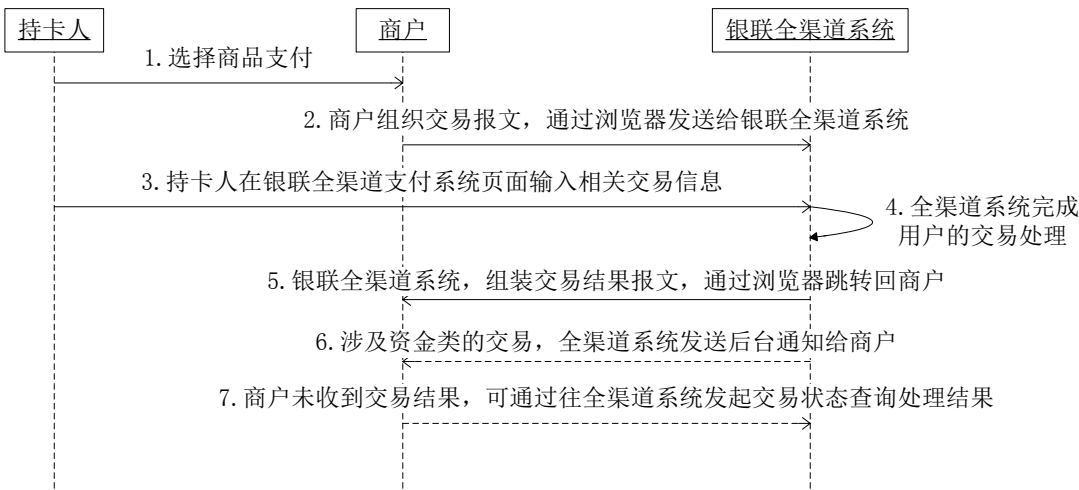 持卡人
商户
银联全渠道系统
1.选择商品支付
2.商户组织交易报文，通过浏览器发送给银联全渠道系统
3.持卡人在银联全渠道支付系统页面输入相关交易信息
4.全渠道系统完成
用户的交易处理
5.银联全渠道系统，组装交易结果报文，通过浏览器跳转回商户
6.涉及资金类的交易，全渠道系统发送后台通知给商户
7.商户未收到交易结果，可通过往全渠道系统发起交易状态查询处理结果